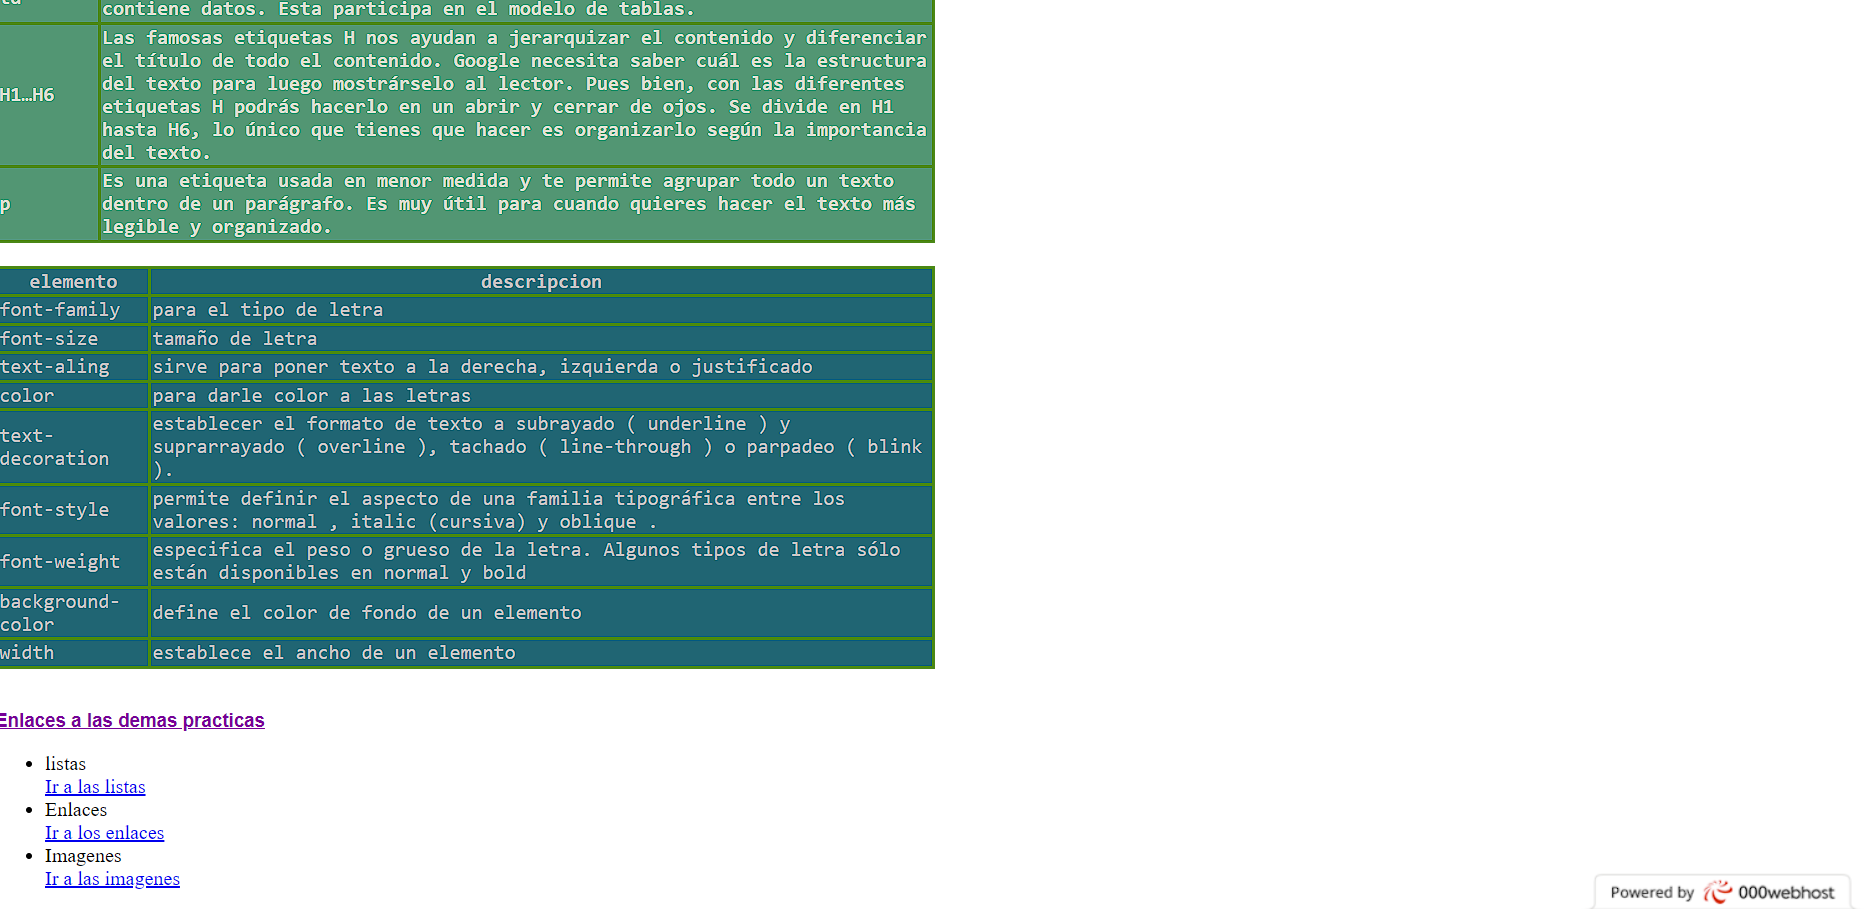 td
contiene datos. Esta participa en el modelo de tablas.
H1…H6
Las famosas etiquetas H nos ayudan a jerarquizar el contenido y diferenciar
el título de todo el contenido. Google necesita saber cuál es la estructura
del texto para luego mostrárselo al lector. Pues bien, con las diferentes
etiquetas H podrás hacerlo en un abrir y cerrar de ojos. Se divide en H1
hasta H6, lo único que tienes que hacer es organizarlo según la importancia
del texto.
p
Es una etiqueta usada en menor medida y te permite agrupar todo un texto
dentro de un parágrafo. Es muy útil para cuando quieres hacer el texto más
legible y organizado.
elemento descripcion
font-family para el tipo de letra
font-size tamaño de letra
text-aling sirve para poner texto a la derecha, izquierda o justificado
color para darle color a las letras
text-
decoration
establecer el formato de texto a subrayado ( underline ) y
suprarrayado ( overline ), tachado ( line-through ) o parpadeo ( blink
).
font-style
permite definir el aspecto de una familia tipográfica entre los
valores: normal , italic (cursiva) y oblique .
font-weight
especifica el peso o grueso de la letra. Algunos tipos de letra sólo
están disponibles en normal y bold
background-
color
define el color de fondo de un elemento
width establece el ancho de un elemento
Enlaces a las demas practicas
listas
Ir a las listas
Enlaces
Ir a los enlaces
Imagenes
Ir a las imagenes
Powered by 000webhost